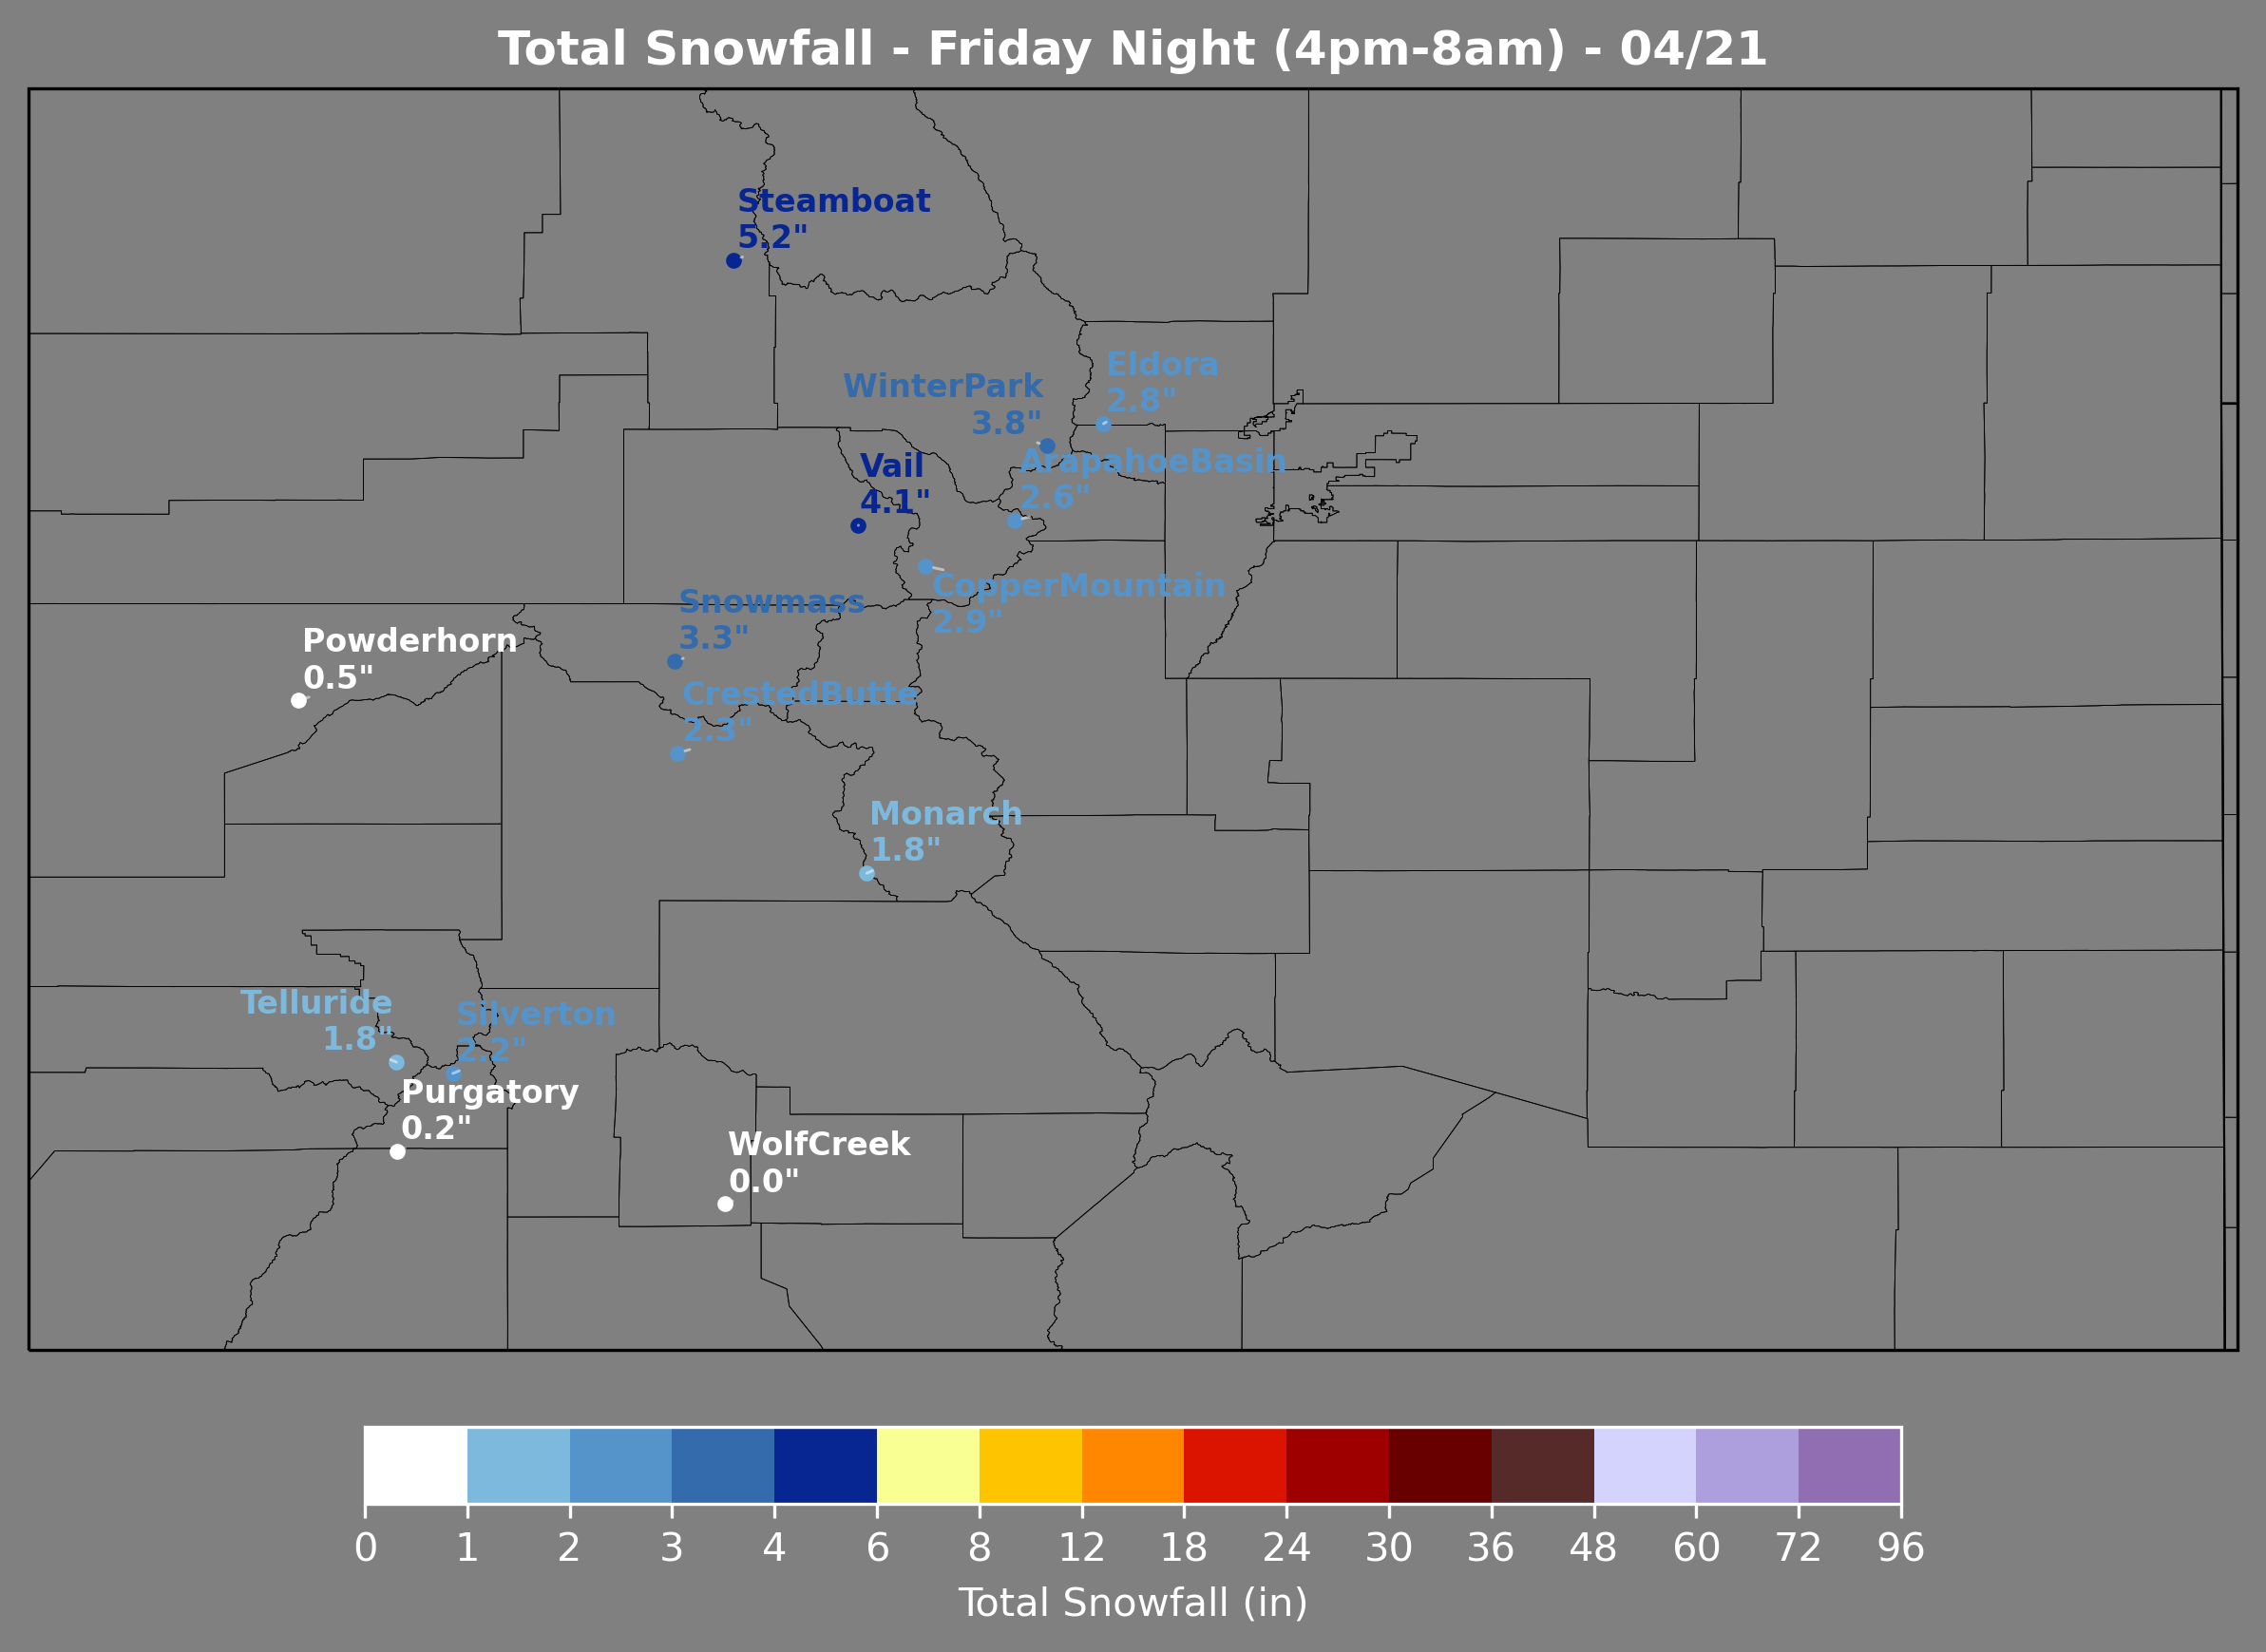 Total Snowfall - Friday Night (4pm-8am) - 04/21
Steamboat
5.2"
Eldora
2.8"
WinterPark
3.8"
ArapahoeBasin
2.6"
Vail
4.1"
CopperMountain
2.9"
Snowmass
3.3"
Powderhorn
0.5"
CrestedButte
2.3"
Monarch
1.8"
Telluride
1.8"
Silverton
2.2"
Purgatory
0.2"
WolfCreek
0.0"
0 1 2 3 4 6 8 12 18 24 30 36 48 60 72 96
Total Snowfall (in)